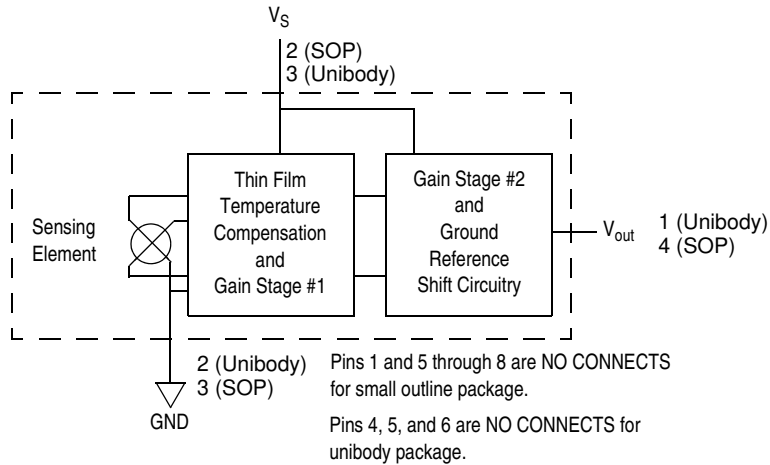 V_S
2 (SOP)
3 (Unibody)
Sensing
Element
Thin Film
Temperature
Compensation
and
Gain Stage #1
Gain Stage #2
and
Ground
Reference
Shift Circuitry
V_out
1 (Unibody)
4 (SOP)
2 (Unibody)
3 (SOP)
GND
Pins 1 and 5 through 8 are NO CONNECTS
for small outline package.
Pins 4, 5, and 6 are NO CONNECTS for
unibody package.